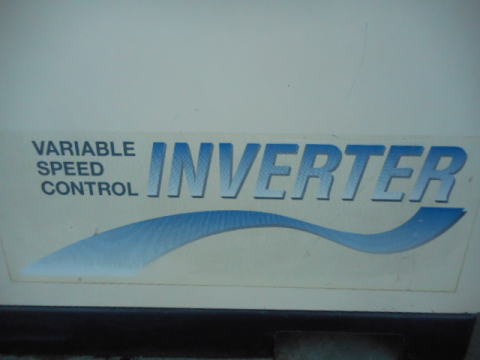 VARIABLE
SPEED
CONTROL
INVERTER